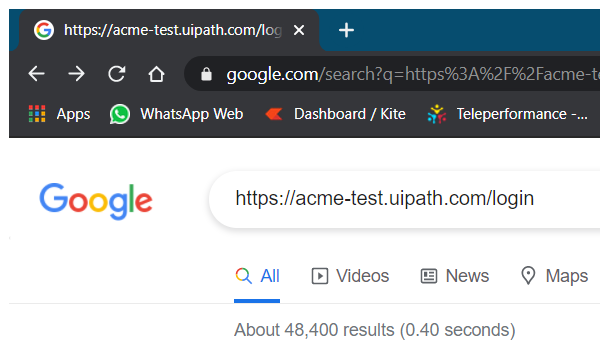 https://acme-test.uipath.com/log
google.com/search?q=https%3A%2F%2Facme-t
Apps WhatsApp Web Dashboard / Kite Teleperformance -...
Google https://acme-test.uipath.com/login
All Videos News Maps
About 48,400 results (0.40 seconds)